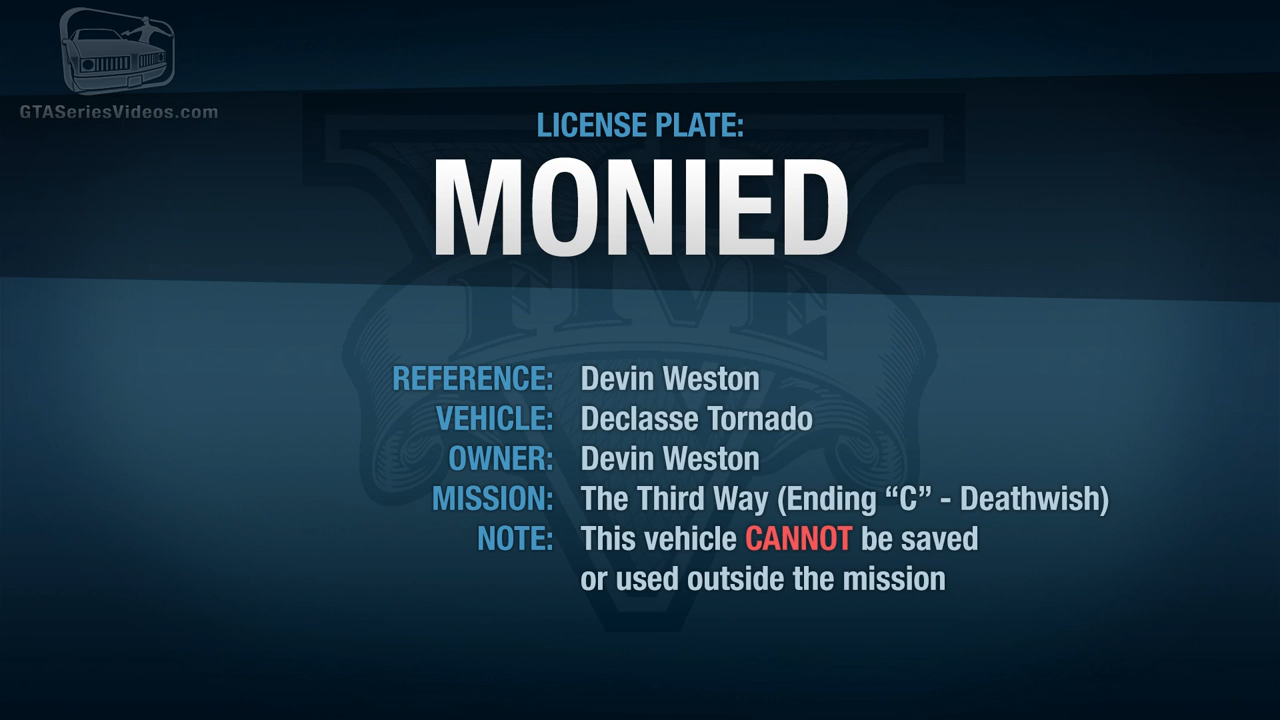 GTASeriesVideos.com
LICENSE PLATE:
MONIED
FIVE
REFERENCE: Devin Weston
VEHICLE: Declasse Tornado
OWNER: Devin Weston
MISSION: The Third Way (Ending “C” - Deathwish)
NOTE: This vehicle CANNOT be saved
or used outside the mission